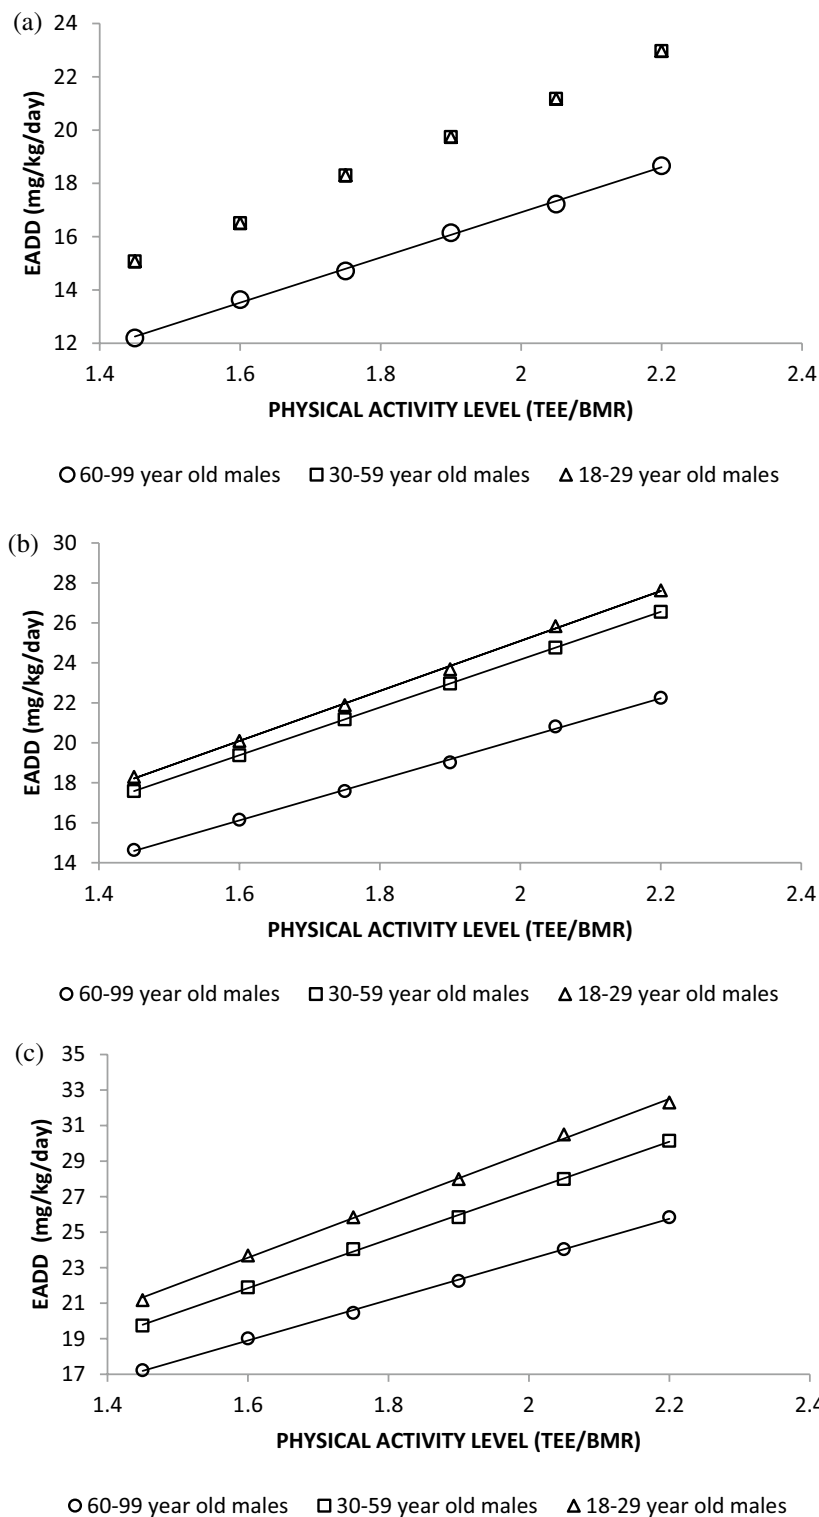 (a)
24
22
20
18
16
14
12
EADD (mg/kg/day)
1.4 1.6 1.8 2 2.2 2.4
PHYSICAL ACTIVITY LEVEL (TEE/BMR)
60-99 year old males 30-59 year old males 18-29 year old males
(b)
30
28
26
24
22
20
18
16
14
EADD (mg/kg/day)
1.4 1.6 1.8 2 2.2 2.4
PHYSICAL ACTIVITY LEVEL (TEE/BMR)
60-99 year old males 30-59 year old males 18-29 year old males
(c)
35
33
31
29
27
25
23
21
19
17
EADD (mg/kg/day)
1.4 1.6 1.8 2 2.2 2.4
PHYSICAL ACTIVITY LEVEL (TEE/BMR)
60-99 year old males 30-59 year old males 18-29 year old males